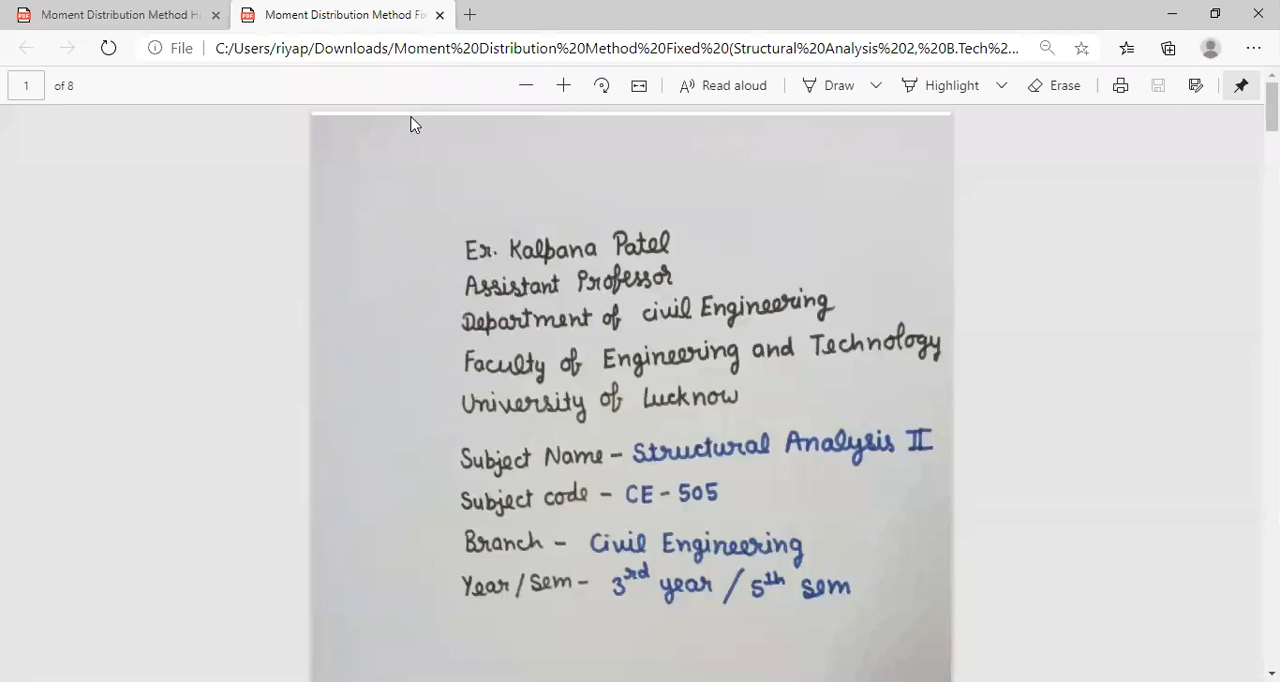 Moment Distribution Method H
Moment Distribution Method Fi
File
C:/Users/riyap/Downloads/Moment%20Distribution%20Method%20Fixed%20(Structural%20Analysis%202,%20B.Tech%2...
1 of 8
Read aloud
Draw
Highlight
Erase
Er. Kalpana Patel
Assistant Professor
Department of civil Engineering
Faculty of Engineering and Technology
University of Lucknow
Subject Name - Structural Analysis II
Subject code - CE - 505
Branch - Civil Engineering
Year/Sem - 3rd year / 5th sem